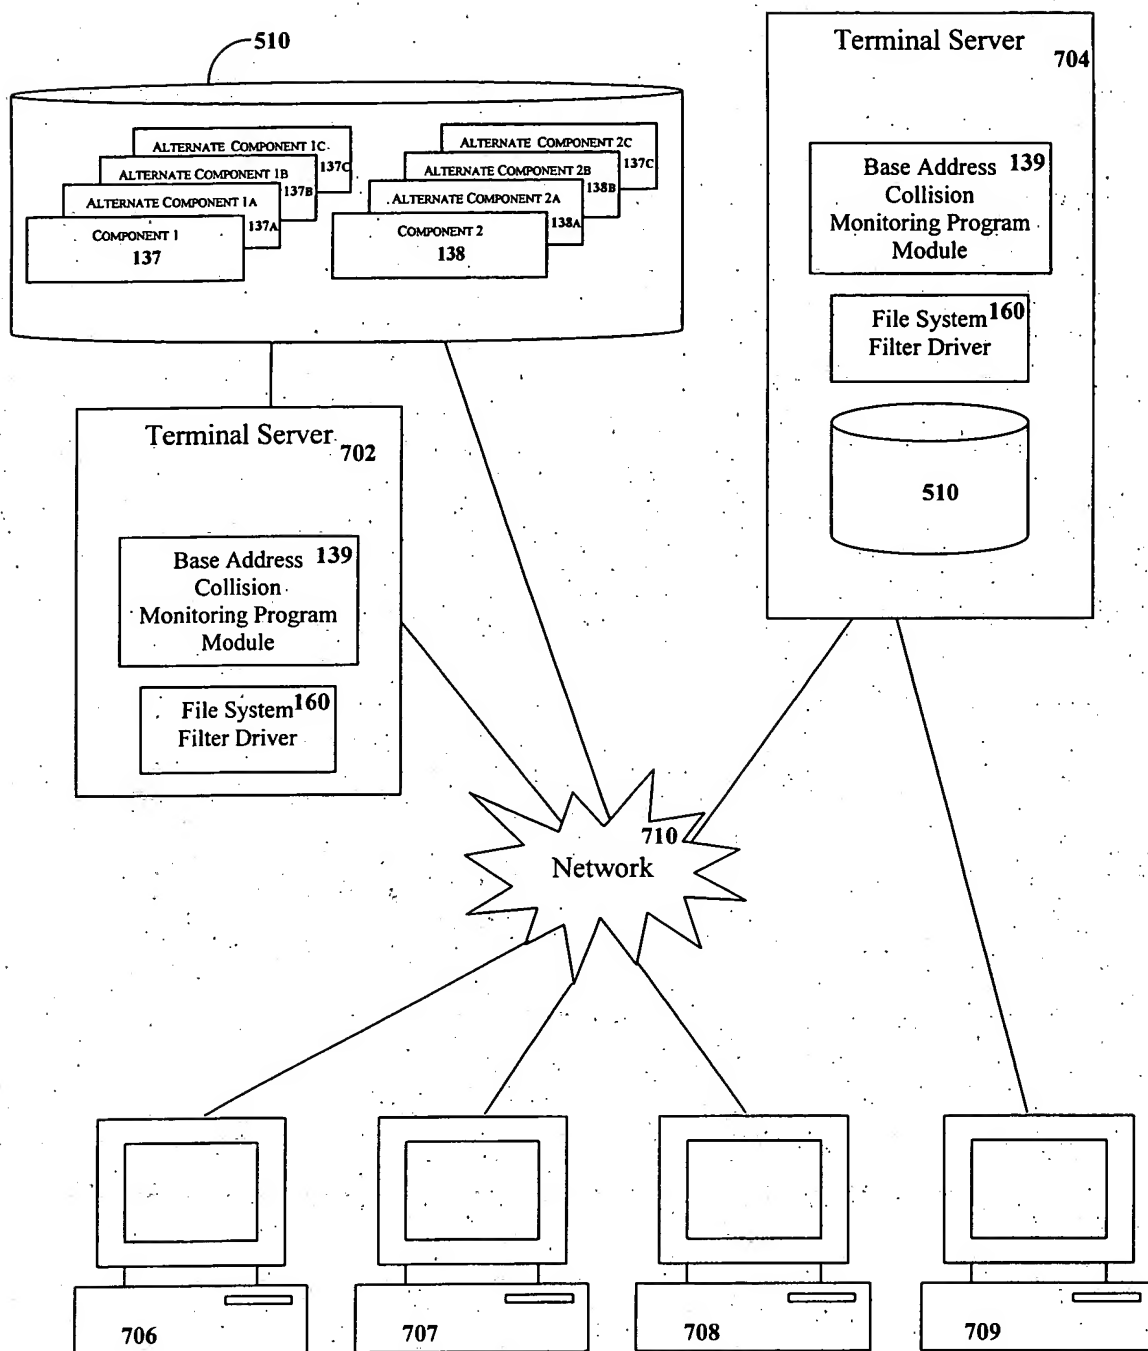 510
ALTERNATE COMPONENT 1C
137C
ALTERNATE COMPONENT 1B
137B
ALTERNATE COMPONENT 1A
137A
COMPONENT 1
137
ALTERNATE COMPONENT 2C
137C
ALTERNATE COMPONENT 2B
138B
ALTERNATE COMPONENT 2A
138A
COMPONENT 2
138
Terminal Server
704
Base Address 139
Collision
Monitoring Program
Module
File System 160
Filter Driver
510
Terminal Server
702
Base Address 139
Collision
Monitoring Program
Module
File System 160
Filter Driver
710
Network
706
707
708
709